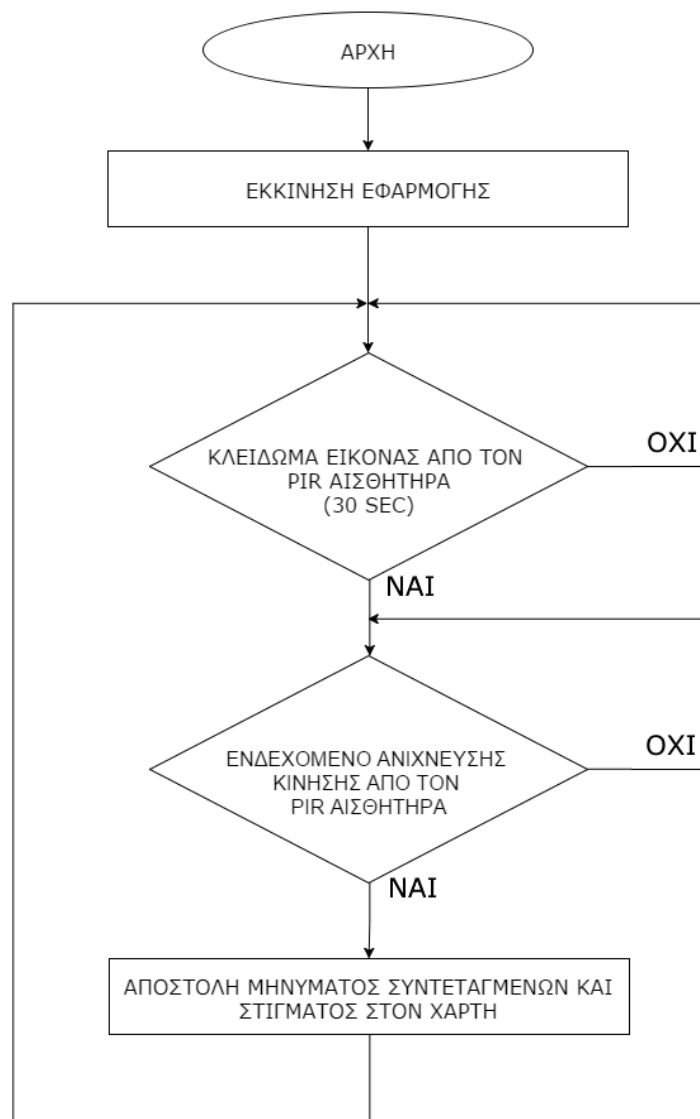 ΑΡΧΗ
ΕΚΚΙΝΗΣΗ ΕΦΑΡΜΟΓΗΣ
ΚΛΕΙΔΩΜΑ ΕΙΚΟΝΑΣ ΑΠΟ ΤΟΝ
PIR ΑΙΣΘΗΤΗΡΑ
(30 SEC)
ΟΧΙ
ΝΑΙ
ΕΝΔΕΧΟΜΕΝΟ ΑΝΙΧΝΕΥΣΗΣ
ΚΙΝΗΣΗΣ ΑΠΟ ΤΟΝ
PIR ΑΙΣΘΗΤΗΡΑ
ΟΧΙ
ΝΑΙ
ΑΠΟΣΤΟΛΗ ΜΗΝΥΜΑΤΟΣ ΣΥΝΤΕΤΑΓΜΕΝΩΝ ΚΑΙ
ΣΤΙΓΜΑΤΟΣ ΣΤΟΝ ΧΑΡΤΗ